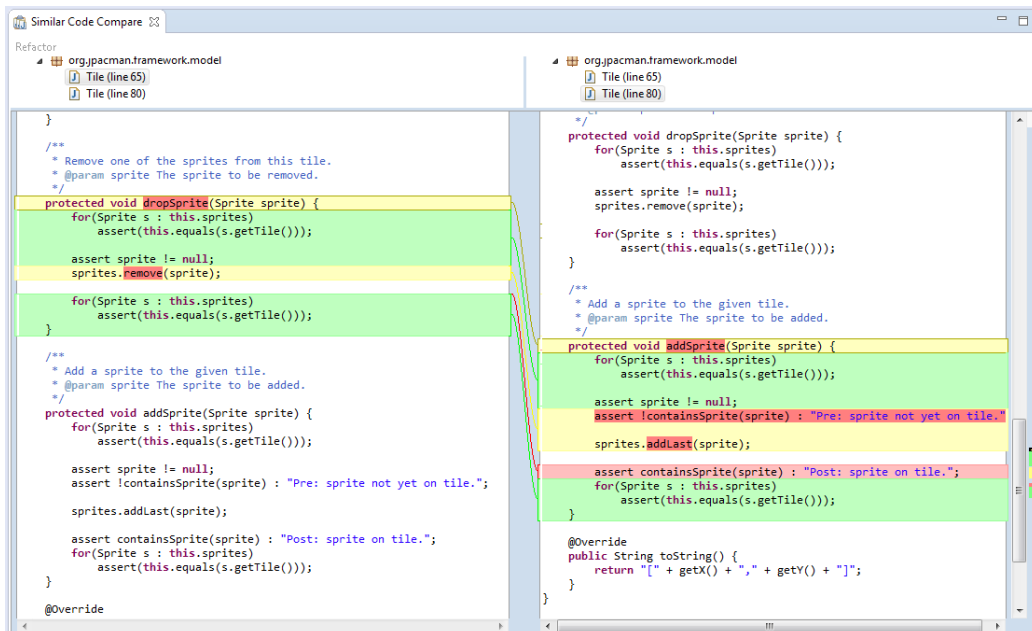 Similar Code Compare
Refactor
org.jpacman.framework.model
Tile (line 65)
Tile (line 80)
}
/**
* Remove one of the sprites from this tile.
* @param sprite The sprite to be removed.
*/
protected void dropSprite(Sprite sprite) {
for(Sprite s : this.sprites)
assert(this.equals(s.getTile()));
assert sprite != null;
sprites.remove(sprite);
for(Sprite s : this.sprites)
assert(this.equals(s.getTile()));
}
/**
* Add a sprite to the given tile.
* @param sprite The sprite to be added.
*/
protected void addSprite(Sprite sprite) {
for(Sprite s : this.sprites)
assert(this.equals(s.getTile()));
assert sprite != null;
assert !containsSprite(sprite) : "Pre: sprite not yet on tile.";
sprites.addLast(sprite);
assert containsSprite(sprite) : "Post: sprite on tile.";
for(Sprite s : this.sprites)
assert(this.equals(s.getTile()));
}
@Override
org.jpacman.framework.model
Tile (line 65)
Tile (line 80)
*/
protected void dropSprite(Sprite sprite) {
for(Sprite s : this.sprites)
assert(this.equals(s.getTile()));
assert sprite != null;
sprites.remove(sprite);
for(Sprite s : this.sprites)
assert(this.equals(s.getTile()));
}
/**
* Add a sprite to the given tile.
* @param sprite The sprite to be added.
*/
protected void addSprite(Sprite sprite) {
for(Sprite s : this.sprites)
assert(this.equals(s.getTile()));
assert sprite != null;
assert !containsSprite(sprite) : "Pre: sprite not yet on tile."
sprites.addLast(sprite);
assert containsSprite(sprite) : "Post: sprite on tile.";
for(Sprite s : this.sprites)
assert(this.equals(s.getTile()));
}
@Override
public String toString() {
return "[" + getX() + "," + getY() + "]";
}
}